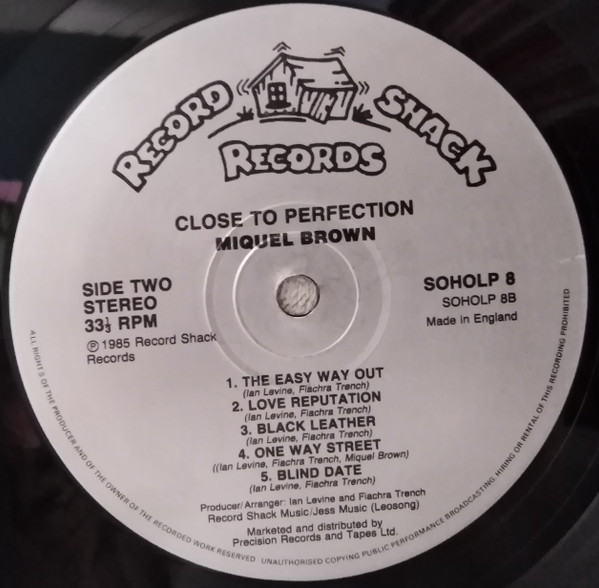 RECORD SHACK
RECORDS
CLOSE TO PERFECTION
MIQUEL BROWN
SIDE TWO
STEREO
33⅓ RPM
Ⓟ 1985 Record Shack
Records
SOHOLP 8
SOHOLP 8B
Made in England
1. THE EASY WAY OUT
(Ian Levine, Fiachra Trench)
2. LOVE REPUTATION
(Ian Levine, Fiachra Trench)
3. BLACK LEATHER
(Ian Levine, Fiachra Trench)
4. ONE WAY STREET
((Ian Levine, Fiachra Trench, Miquel Brown)
5. BLIND DATE
(Ian Levine, Fiachra Trench)
Producer/Arranger: Ian Levine and Fiachra Trench
Record Shack Music/Jess Music (Leosong)
Marketed and distributed by
Precision Records and Tapes Ltd.
ALL RIGHTS OF THE PRODUCER AND OF THE OWNER OF THE RECORDED WORK RESERVED UNAUTHORISED COPYING PUBLIC PERFORMANCE BROADCASTING HIRING OR RENTAL OF THIS RECORDING PROHIBITED